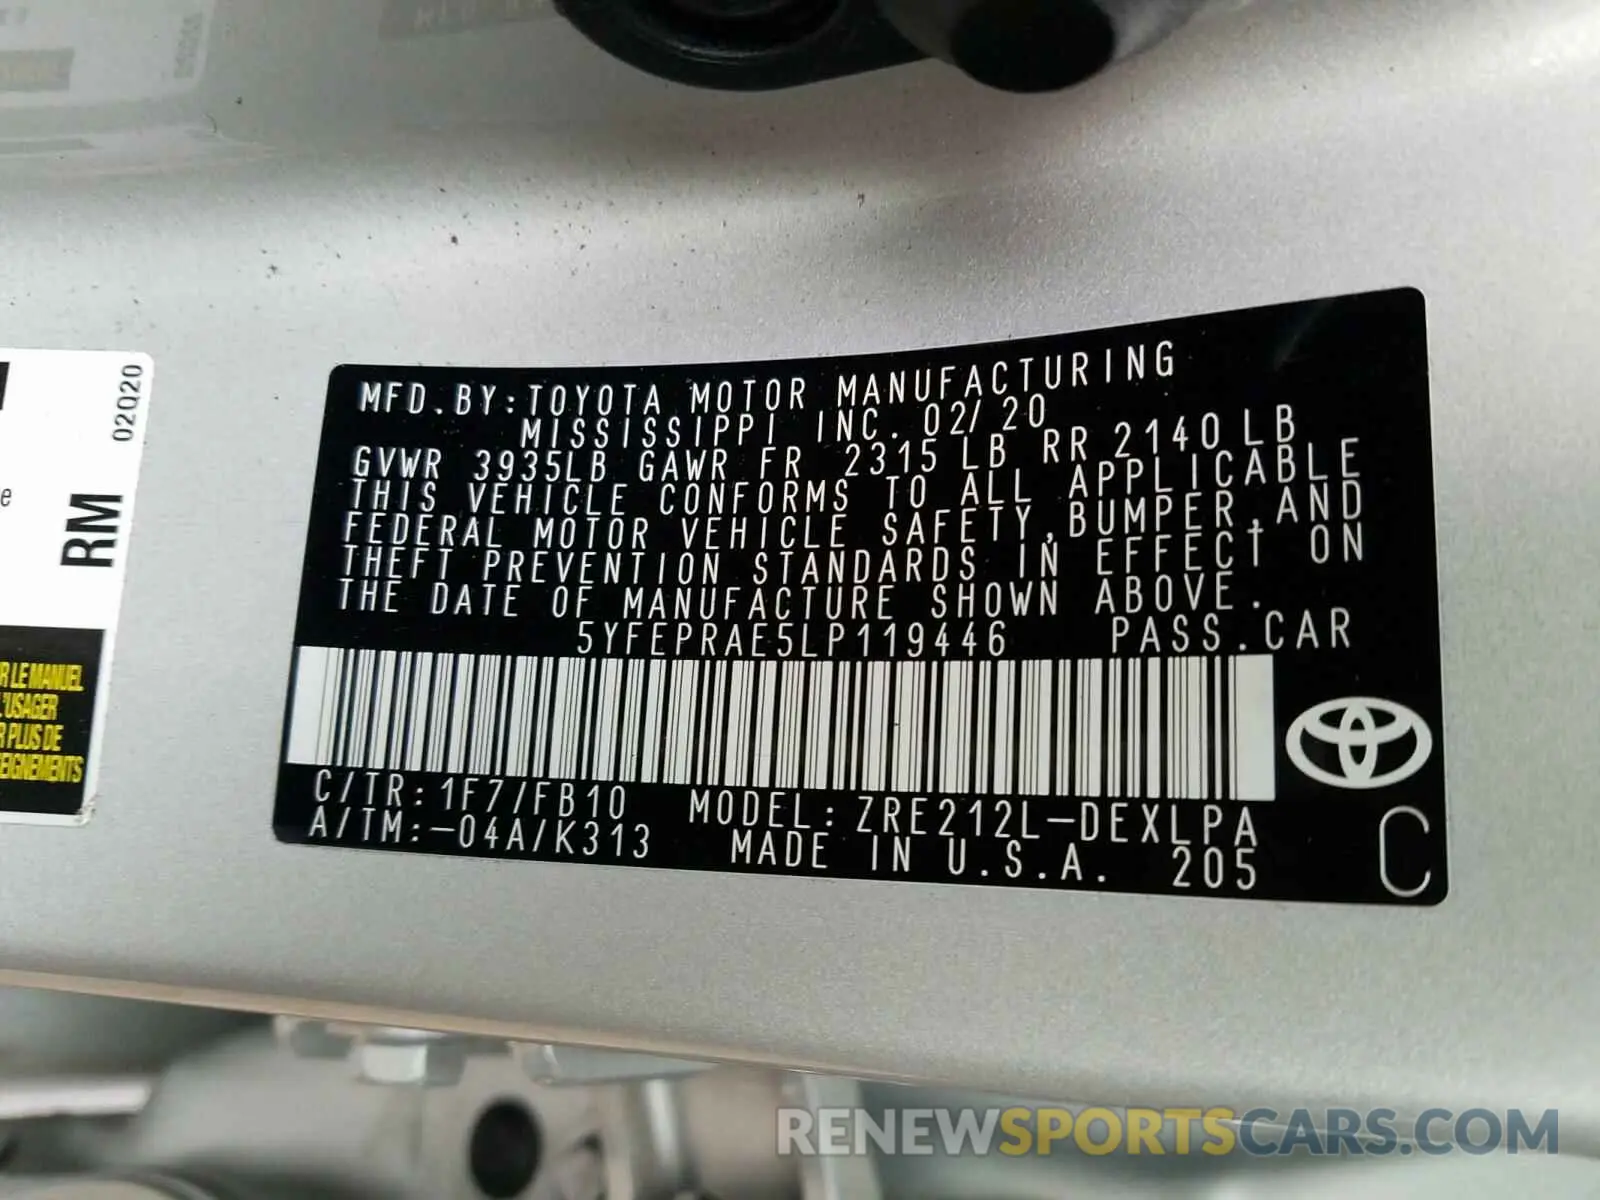 MFD.BY:TOYOTA MOTOR MANUFACTURING
MISSISSIPPI INC. 02/20
GVWR 3935LB GAWR FR 2315 LB RR 2140 LB
THIS VEHICLE CONFORMS TO ALL APPLICABLE
FEDERAL MOTOR VEHICLE SAFETY,BUMPER,AND
THEFT PREVENTION STANDARDS IN EFFECT ON
THE DATE OF MANUFACTURE SHOWN ABOVE.
5YFEPRAE5LP119446 PASS.CAR
C/TR:1F7/FB10 MODEL:ZRE212L-DEXLPA
A/TM:-04A/K313 MADE IN U.S.A. 205
C
02020
RM
e
R LE MANUEL
L'USAGER
R PLUS DE
SEIGNEMENTS
RENEWSPORTSCARS.COM